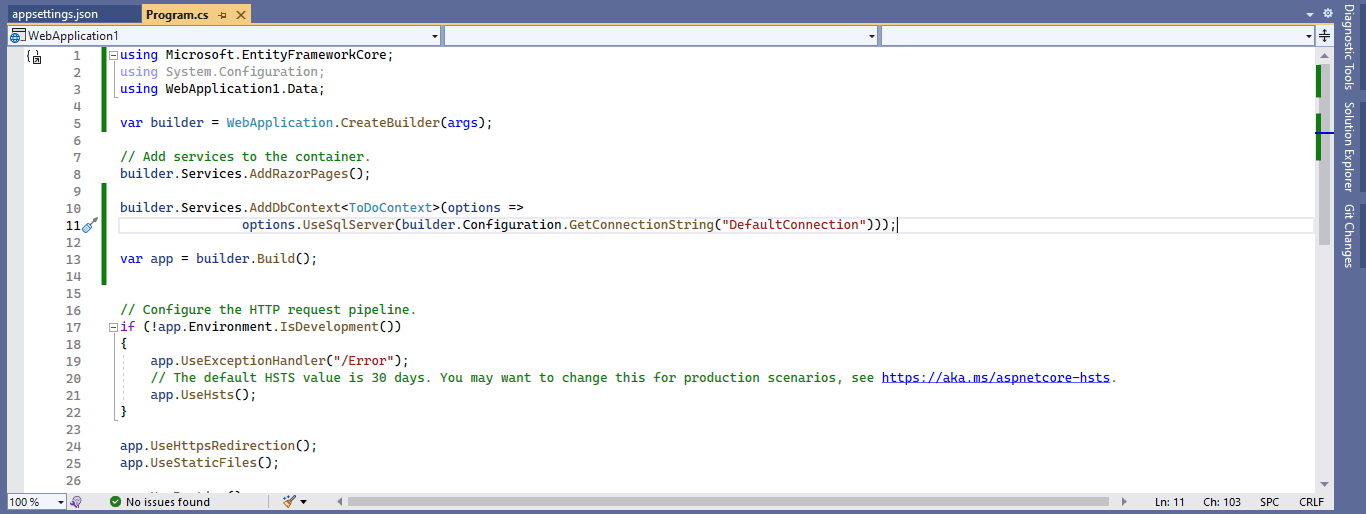 appsettings.json
Program.cs
WebApplication1
1 using Microsoft.EntityFrameworkCore;
2 using System.Configuration;
3 using WebApplication1.Data;
4
5 var builder = WebApplication.CreateBuilder(args);
6
7 // Add services to the container.
8 builder.Services.AddRazorPages();
9
10 builder.Services.AddDbContext<ToDoContext>(options =>
11 options.UseSqlServer(builder.Configuration.GetConnectionString("DefaultConnection")));
12
13 var app = builder.Build();
14
15
16 // Configure the HTTP request pipeline.
17 if (!app.Environment.IsDevelopment())
18 {
19 app.UseExceptionHandler("/Error");
20 // The default HSTS value is 30 days. You may want to change this for production scenarios, see https://aka.ms/aspnetcore-hsts.
21 app.UseHsts();
22 }
23
24 app.UseHttpsRedirection();
25 app.UseStaticFiles();
26
100 %
No issues found
Ln: 11 Ch: 103 SPC CRLF
Diagnostic Tools
Solution Explorer
Git Changes